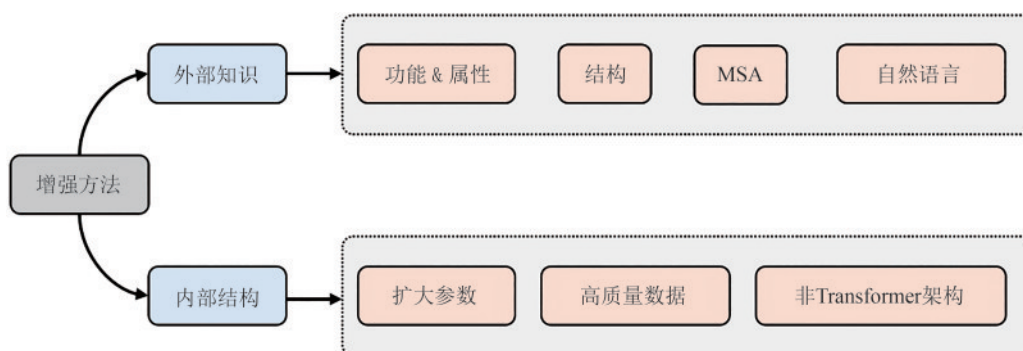 外部知识
功能 & 属性
结构
MSA
自然语言
增强方法
内部结构
扩大参数
高质量数据
非Transformer架构